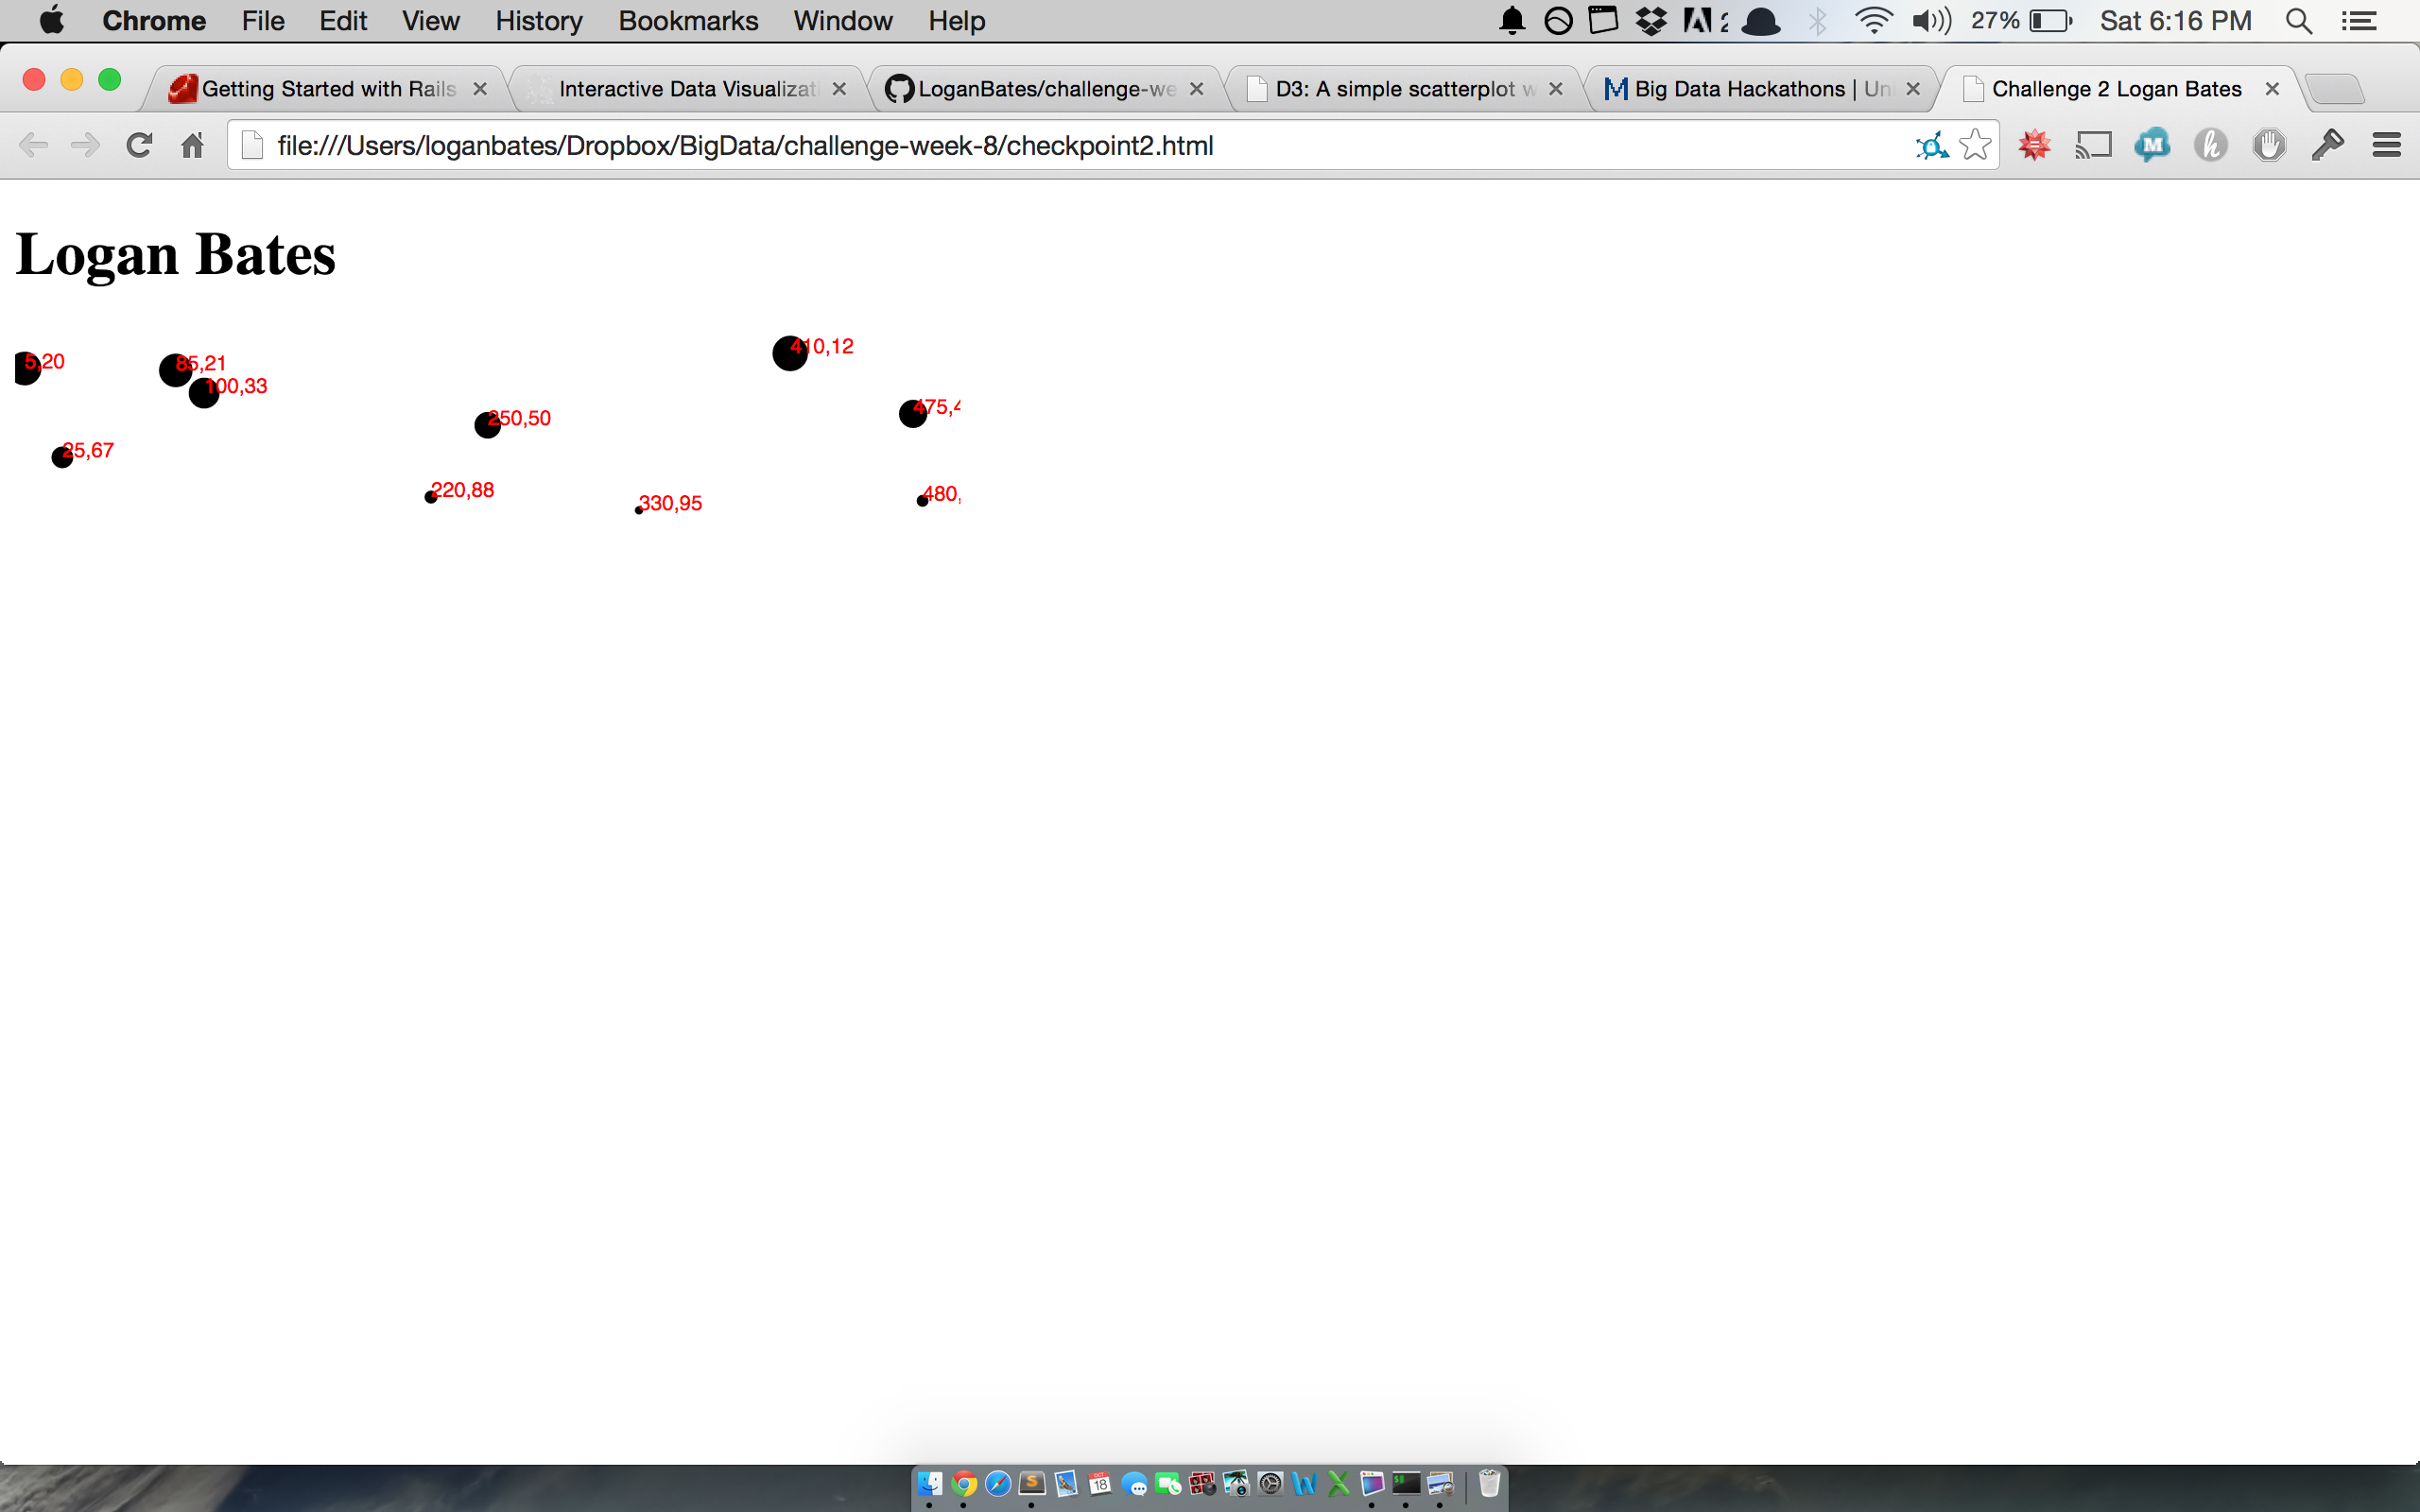 Chrome File Edit View History Bookmarks Window Help 27% Sat 6:16 PM
Getting Started with Rails Interactive Data Visualizati LoganBates/challenge-we D3: A simple scatterplot w Big Data Hackathons | Uni Challenge 2 Logan Bates
file:///Users/loganbates/Dropbox/BigData/challenge-week-8/checkpoint2.html
Logan Bates
410,12
5,20 85,21
100,33
475,4
250,50
25,67
220,88
480,
330,95